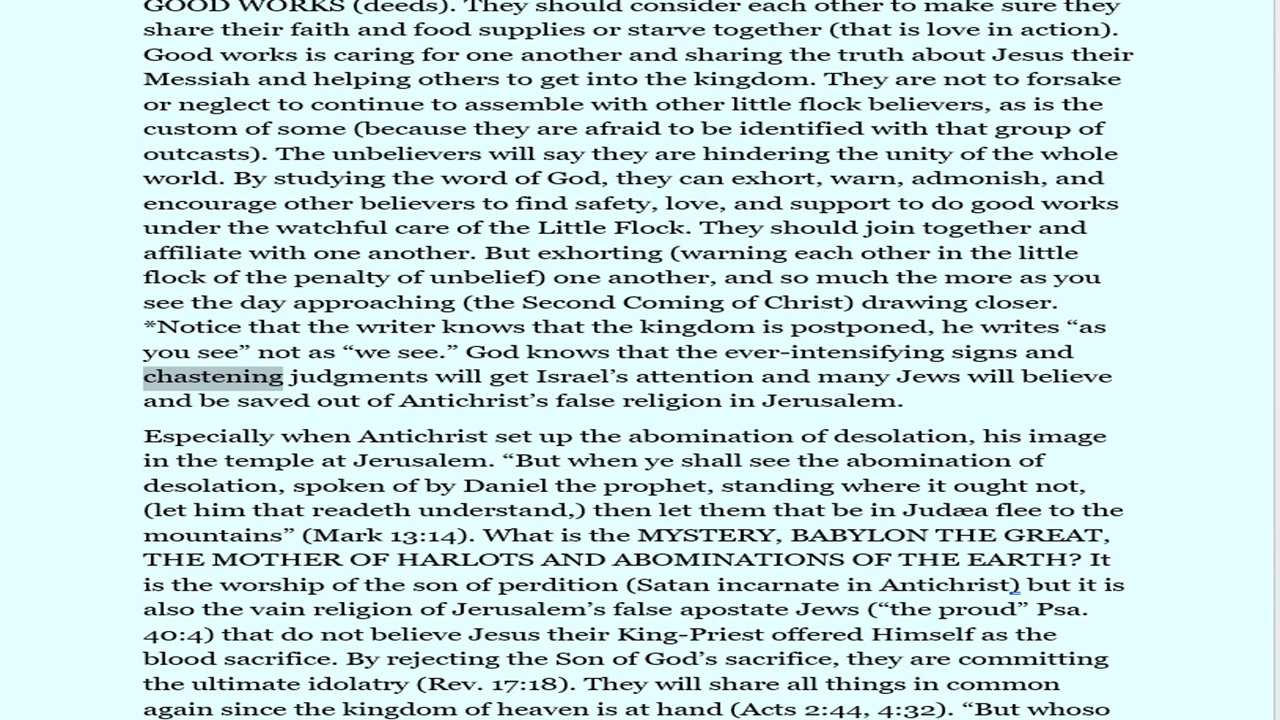 GOOD WORKS (deeds). They should consider each other to make sure they
share their faith and food supplies or starve together (that is love in action).
Good works is caring for one another and sharing the truth about Jesus their
Messiah and helping others to get into the kingdom. They are not to forsake
or neglect to continue to assemble with other little flock believers, as is the
custom of some (because they are afraid to be identified with that group of
outcasts). The unbelievers will say they are hindering the unity of the whole
world. By studying the word of God, they can exhort, warn, admonish, and
encourage other believers to find safety, love, and support to do good works
under the watchful care of the Little Flock. They should join together and
affiliate with one another. But exhorting (warning each other in the little
flock of the penalty of unbelief) one another, and so much the more as you
see the day approaching (the Second Coming of Christ) drawing closer.
*Notice that the writer knows that the kingdom is postponed, he writes “as
you see” not as “we see.” God knows that the ever-intensifying signs and
chastening judgments will get Israel’s attention and many Jews will believe
and be saved out of Antichrist’s false religion in Jerusalem.
Especially when Antichrist set up the abomination of desolation, his image
in the temple at Jerusalem. “But when ye shall see the abomination of
desolation, spoken of by Daniel the prophet, standing where it ought not,
(let him that readeth understand,) then let them that be in Judæa flee to the
mountains” (Mark 13:14). What is the MYSTERY, BABYLON THE GREAT,
THE MOTHER OF HARLOTS AND ABOMINATIONS OF THE EARTH? It
is the worship of the son of perdition (Satan incarnate in Antichrist) but it is
also the vain religion of Jerusalem’s false apostate Jews (“the proud” Psa.
40:4) that do not believe Jesus their King-Priest offered Himself as the
blood sacrifice. By rejecting the Son of God’s sacrifice, they are committing
the ultimate idolatry (Rev. 17:18). They will share all things in common
again since the kingdom of heaven is at hand (Acts 2:44, 4:32). “But whoso